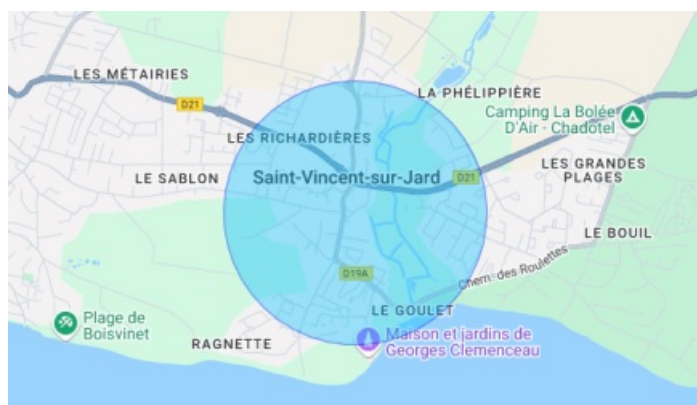 LES MÉTAIRIES
LA PHÉLIPPIÈRE
D21
Camping La Bolée
D'Air - Chadotel
LES RICHARDIÈRES
LES GRANDES
PLAGES
LE SABLON
Saint-Vincent-sur-Jard
D21
LE BOUIL
Chem. des Roulettes
D19A
LE GOULET
Plage de
Boisvinet
RAGNETTE
Maison et jardins de
Georges Clemenceau